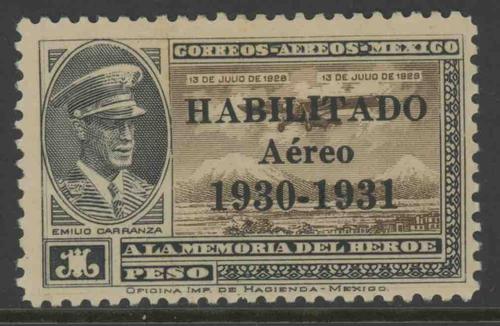 CORREOS-AEREOS-MEXICO
13 DE JULIO DE 1928 13 DE JULIO DE 1928
HABILITADO
Aéreo
1930-1931
EMILIO CARRANZA
A LA MEMORIA DEL HEROE
1 PESO
OFICINA IMP. DE HACIENDA-MEXICO.